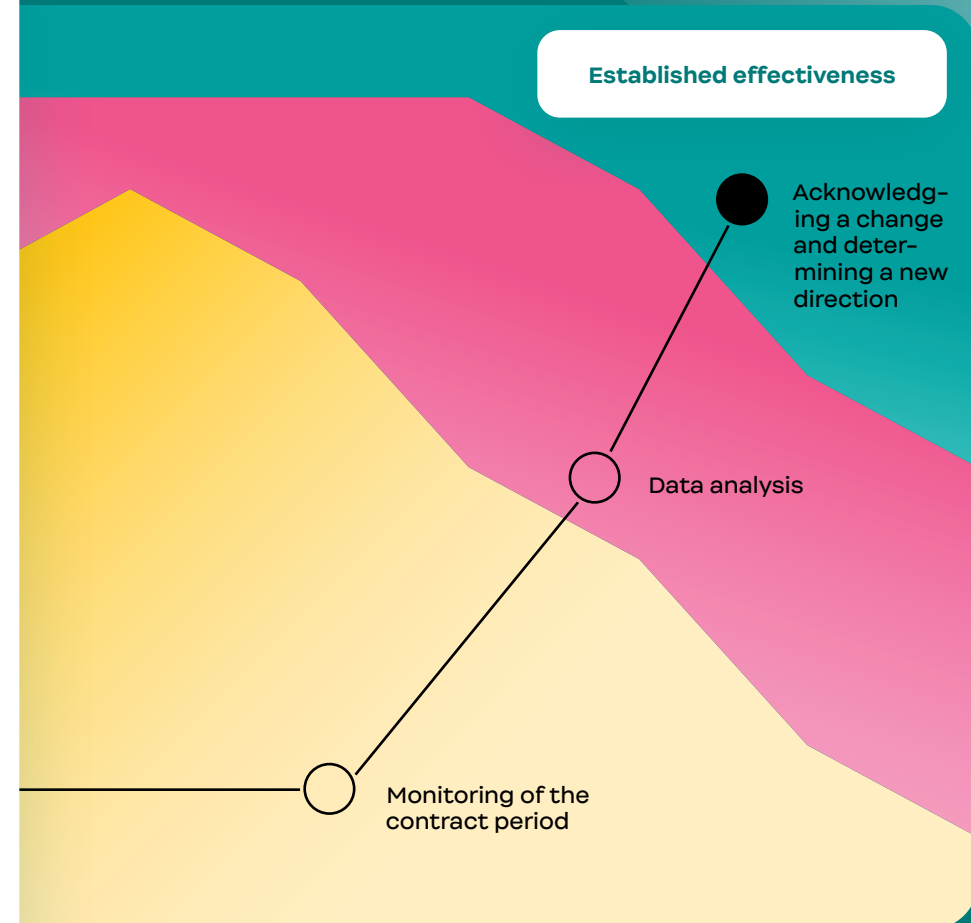 Established effectiveness
Acknowledg-
ing a change
and deter-
mining a new
direction
Data analysis
Monitoring of the
contract period